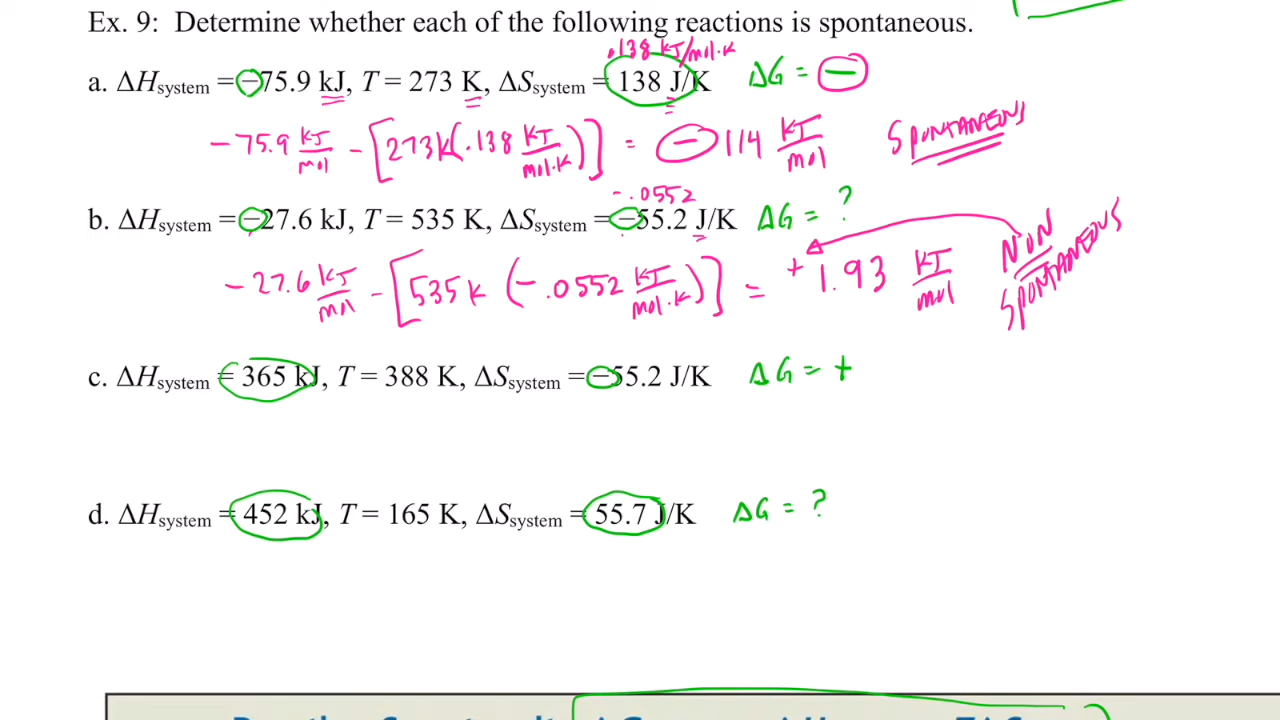 Ex. 9: Determine whether each of the following reactions is spontaneous.
.138 kJ/mol·K
a. ΔHsystem = −75.9 kJ, T = 273 K, ΔSsystem = 138 J/K ΔG = −
−75.9 kJ/mol − [273K(.138 kJ/mol·K)] = −114 kJ/mol SPONTANEOUS
−.0552
b. ΔHsystem = −27.6 kJ, T = 535 K, ΔSsystem = −55.2 J/K ΔG = ?
−27.6 kJ/mol − [535K (−.0552 kJ/mol·K)] = +1.93 kJ/mol NON SPONTANEOUS
c. ΔHsystem = 365 kJ, T = 388 K, ΔSsystem = −55.2 J/K ΔG = +
d. ΔHsystem = 452 kJ, T = 165 K, ΔSsystem = 55.7 J/K ΔG = ?